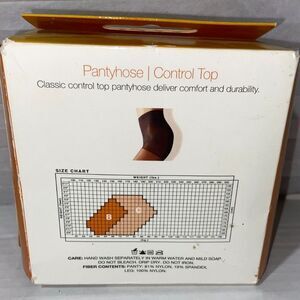 Pantyhose | Control Top
Classic control top pantyhose deliver comfort and durability.
SIZE CHART
WEIGHT (lbs.)
B
(kg.)
CARE: HAND WASH SEPARATELY IN WARM WATER AND MILD SOAP.
DO NOT BLEACH. DRIP DRY. DO NOT IRON.
FIBER CONTENTS: PANTY: 81% NYLON, 19% SPANDEX,
LEG: 100% NYLON.